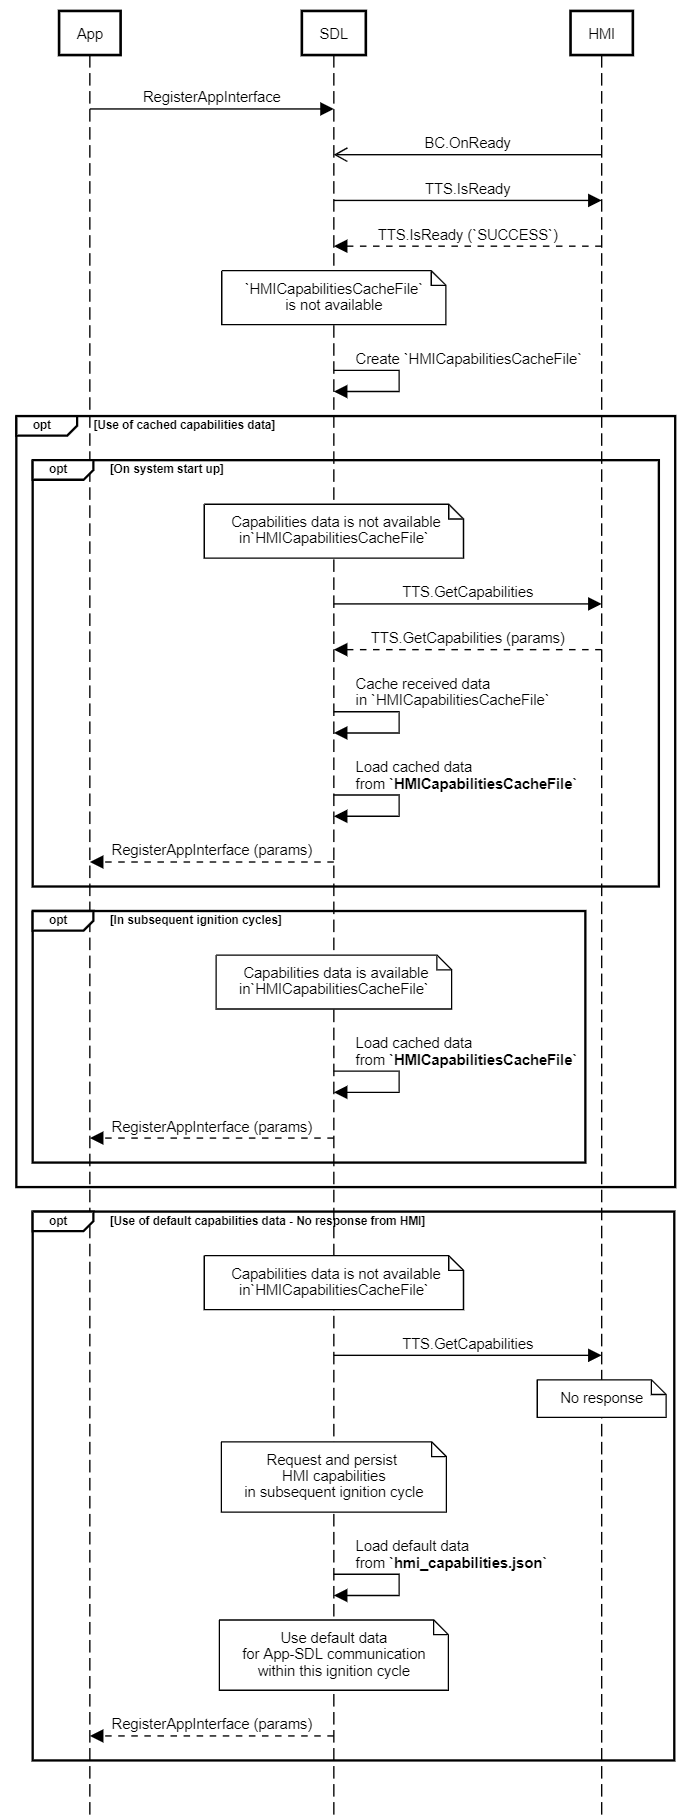 App
SDL
HMI
RegisterAppInterface
BC.OnReady
TTS.IsReady
TTS.IsReady (`SUCCESS`)
`HMICapabilitiesCacheFile`
is not available
Create `HMICapabilitiesCacheFile`
opt [Use of cached capabilities data]
opt [On system start up]
Capabilities data is not available
in`HMICapabilitiesCacheFile`
TTS.GetCapabilities
TTS.GetCapabilities (params)
Cache received data
in `HMICapabilitiesCacheFile`
Load cached data
from `HMICapabilitiesCacheFile`
RegisterAppInterface (params)
opt [In subsequent ignition cycles]
Capabilities data is available
in`HMICapabilitiesCacheFile`
Load cached data
from `HMICapabilitiesCacheFile`
RegisterAppInterface (params)
opt [Use of default capabilities data - No response from HMI]
Capabilities data is not available
in`HMICapabilitiesCacheFile`
TTS.GetCapabilities
No response
Request and persist
HMI capabilities
in subsequent ignition cycle
Load default data
from `hmi_capabilities.json`
Use default data
for App-SDL communication
within this ignition cycle
RegisterAppInterface (params)